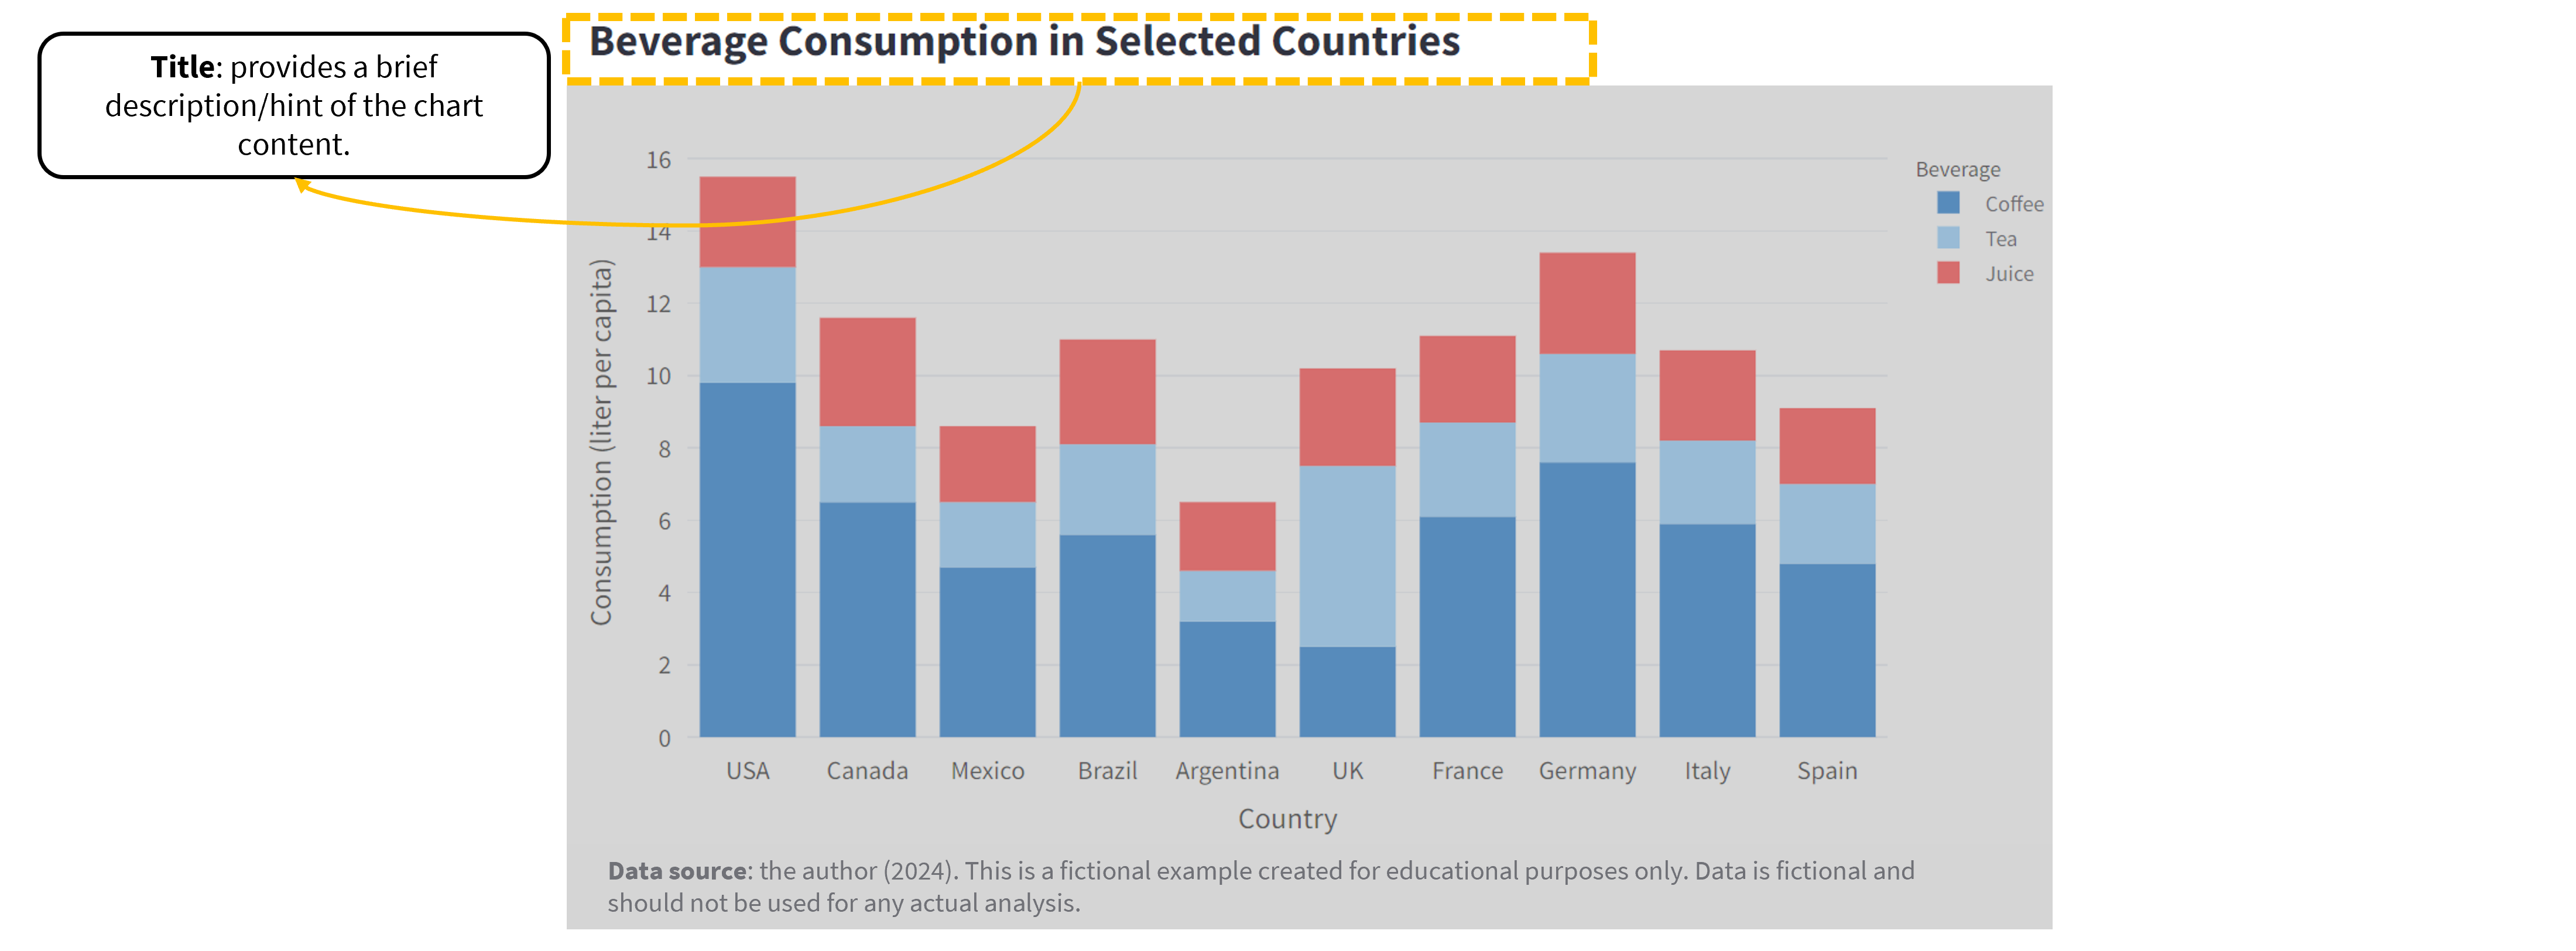 Beverage Consumption in Selected Countries
Title: provides a brief
description/hint of the chart
content.
16
14
12
10
8
6
4
2
0
Consumption (liter per capita)
Beverage
Coffee
Tea
Juice
USA Canada Mexico Brazil Argentina UK France Germany Italy Spain
Country
Data source: the author (2024). This is a fictional example created for educational purposes only. Data is fictional and
should not be used for any actual analysis.